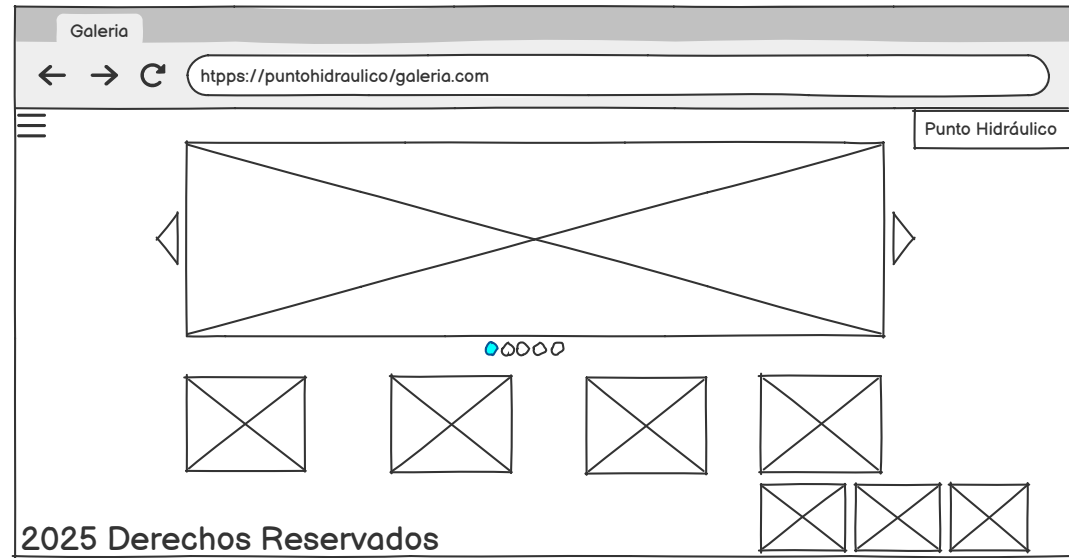 Galeria
htpps://puntohidraulico/galeria.com
Punto Hidráulico
2025 Derechos Reservados